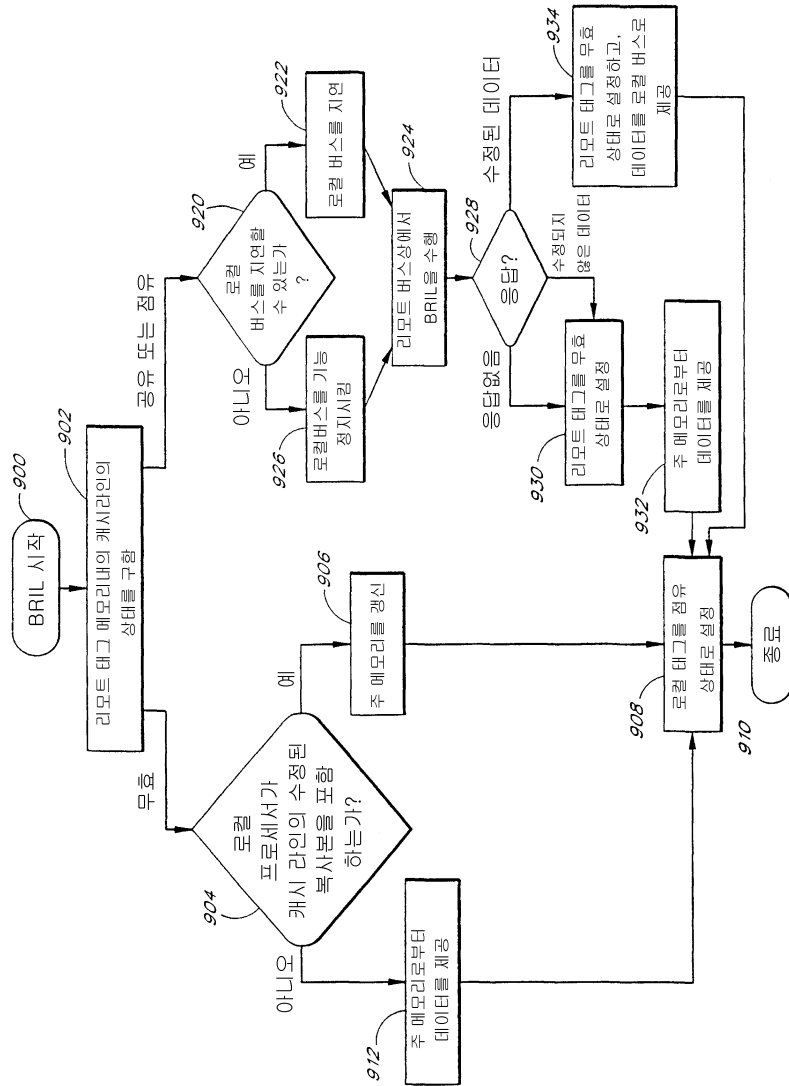 900
BRIL 시작
902
리모트 태그 메모리내의 캐시라인의
상태를 구함
무효
공유 또는 점유
904
로컬
프로세서가
캐시 라인의 수정된
복사본을 포함
하는가?
아니오
예
912
주 메모리로부터
데이터를 제공
906
주 메모리를 갱신
920
로컬
버스를 지연할
수 있는가
?
아니오
예
926
로컬버스를 기능
정지시킴
922
로컬 버스를 지연
924
리모트 버스상에서
BRIL을 수행
928
응답?
응답없음
수정되지
않은 데이터
수정된 데이터
930
리모트 태그를 무효
상태로 설정
932
주 메모리로부터
데이터를 제공
934
리모트 태그를 무효
상태로 설정하고,
데이터를 로컬 버스로
제공
908
로컬 태그를 점유
상태로 설정
910
종료